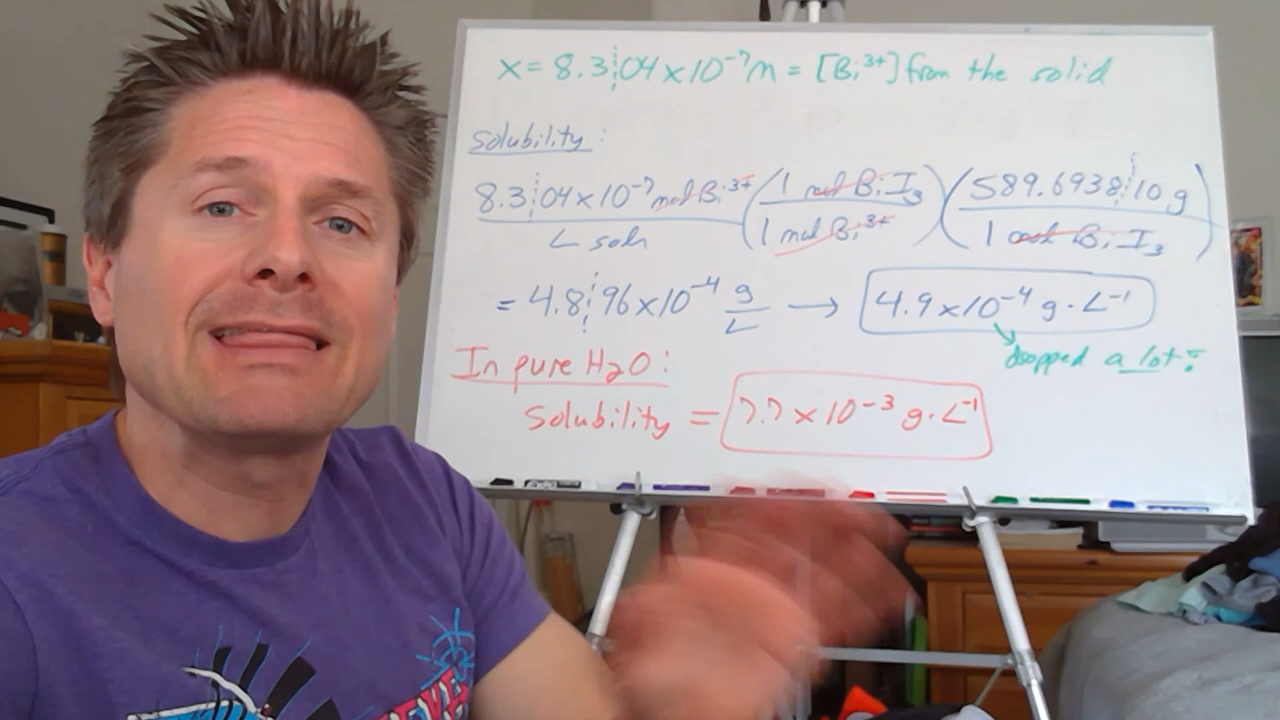 x = 8.304 x 10⁻⁷ M = [Bi³⁺] from the solid
Solubility:
8.304 x 10⁻⁷ mol Bi³⁺ / L soln (1 mol BiI₃ / 1 mol Bi³⁺) (589.693810 g / 1 mol BiI₃)
= 4.896 x 10⁻⁴ g/L → 4.9 x 10⁻⁴ g · L⁻¹
dropped a lot!
In pure H₂O:
solubility = 7.7 x 10⁻³ g · L⁻¹